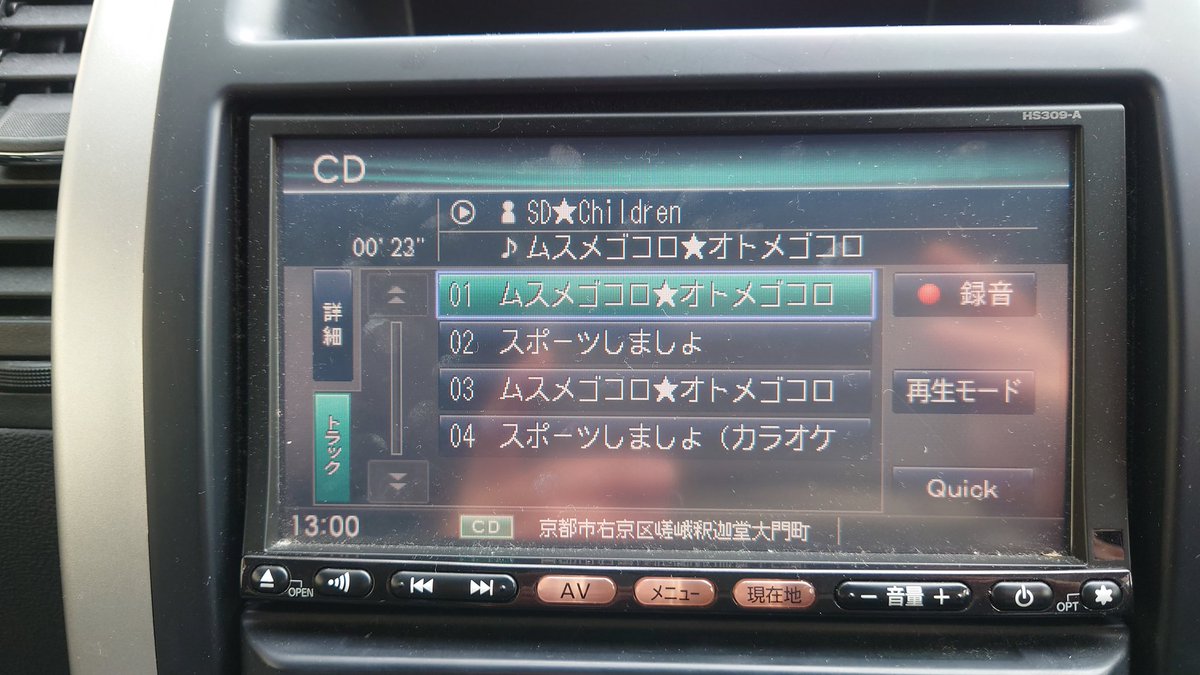 HS309-A
CD
SD★Children
00'23"
♪ムスメゴコロ★オトメゴコロ
詳細
トラック
01 ムスメゴコロ★オトメゴコロ
02 スポーツしましょ
03 ムスメゴコロ★オトメゴコロ
04 スポーツしましょ（カラオケ
録音
再生モード
Quick
13:00
CD
京都市右京区嵯峨釈迦堂大門町
OPEN
AV
メニュー
現在地
− 音量 +
OPT